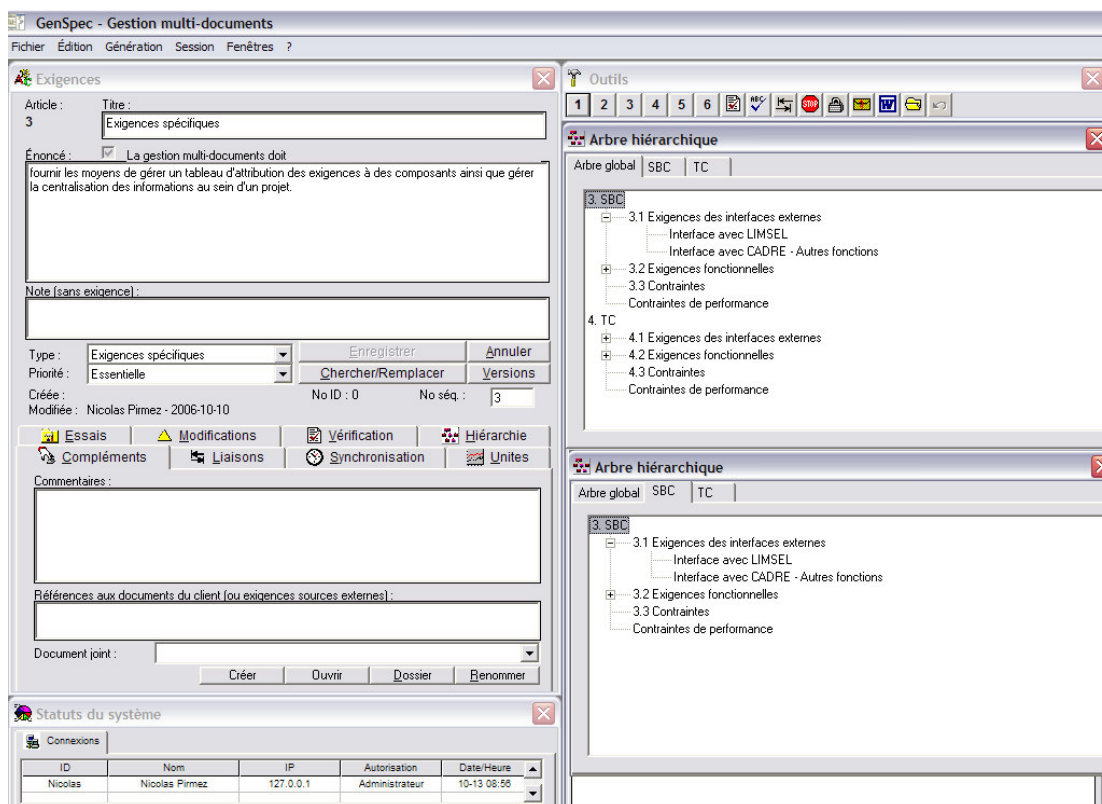 GenSpec - Gestion multi-documents
Fichier Édition Génération Session Fenêtres ?
Exigences
Article : Titre :
3 Exigences spécifiques
Énoncé : La gestion multi-documents doit
fournir les moyens de gérer un tableau d'attribution des exigences à des composants ainsi que gérer
la centralisation des informations au sein d'un projet.
Note (sans exigence) :
Type : Exigences spécifiques Enregistrer Annuler
Priorité : Essentielle Chercher/Remplacer Versions
Créée : No ID : 0 No séq. : 3
Modifiée : Nicolas Pirmez - 2006-10-10
Essais Modifications Vérification Hiérarchie
Compléments Liaisons Synchronisation Unites
Commentaires :
Références aux documents du client (ou exigences sources externes) :
Document joint :
Créer Ouvrir Dossier Renommer
Statuts du système
Connexions
ID Nom IP Autorisation Date/Heure
Nicolas Nicolas Pirmez 127.0.0.1 Administrateur 10-13 08:56
Outils
1 2 3 4 5 6 ABC STOP W
Arbre hiérarchique
Arbre global SBC TC
3. SBC
3.1 Exigences des interfaces externes
Interface avec LIMSEL
Interface avec CADRE - Autres fonctions
3.2 Exigences fonctionnelles
3.3 Contraintes
Contraintes de performance
4. TC
4.1 Exigences des interfaces externes
4.2 Exigences fonctionnelles
4.3 Contraintes
Contraintes de performance
Arbre hiérarchique
Arbre global SBC TC
3. SBC
3.1 Exigences des interfaces externes
Interface avec LIMSEL
Interface avec CADRE - Autres fonctions
3.2 Exigences fonctionnelles
3.3 Contraintes
Contraintes de performance